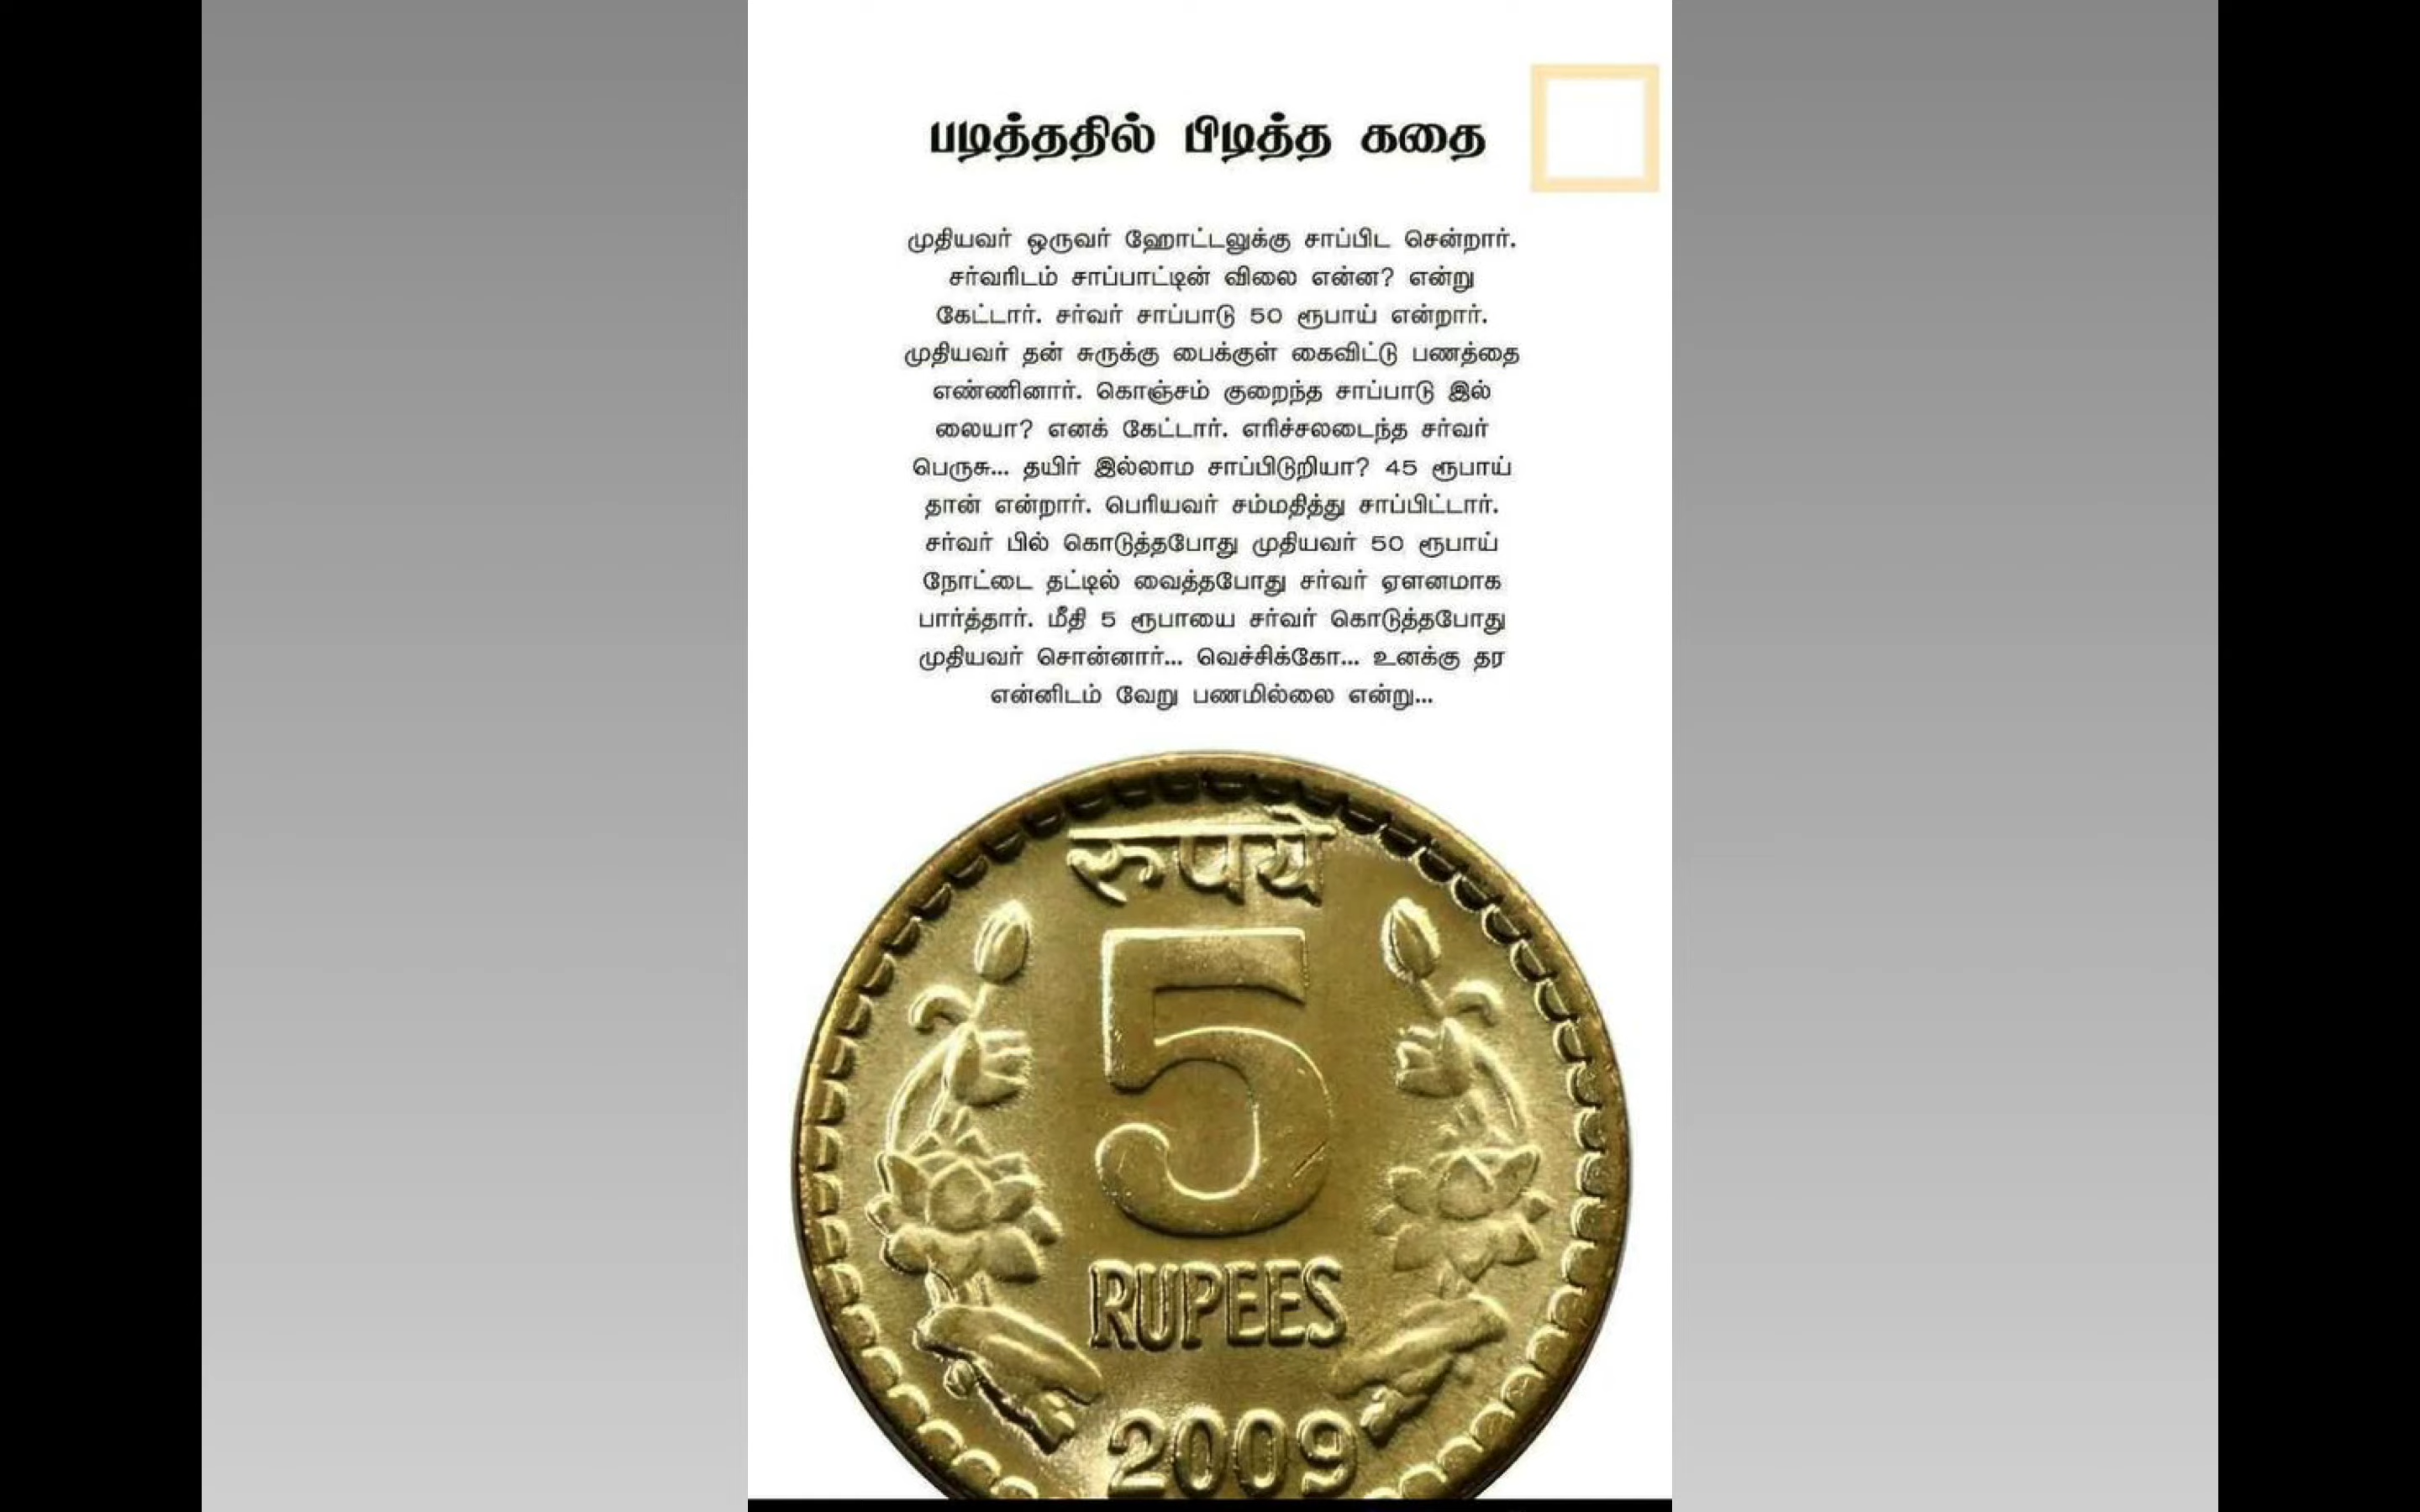 படித்ததில் பிடித்த கதை
முதியவர் ஒருவர் ஹோட்டலுக்கு சாப்பிட சென்றார்.
சர்வரிடம் சாப்பாட்டின் விலை என்ன? என்று
கேட்டார். சர்வர் சாப்பாடு 50 ரூபாய் என்றார்.
முதியவர் தன் சுருக்கு பைக்குள் கைவிட்டு பணத்தை
எண்ணினார். கொஞ்சம் குறைந்த சாப்பாடு இல்
லையா? எனக் கேட்டார். எரிச்சலடைந்த சர்வர்
பெருசு... தயிர் இல்லாம சாப்பிடுறியா? 45 ரூபாய்
தான் என்றார். பெரியவர் சம்மதித்து சாப்பிட்டார்.
சர்வர் பில் கொடுத்தபோது முதியவர் 50 ரூபாய்
நோட்டை தட்டில் வைத்தபோது சர்வர் ஏளனமாக
பார்த்தார். மீதி 5 ரூபாயை சர்வர் கொடுத்தபோது
முதியவர் சொன்னார்... வெச்சிக்கோ... உனக்கு தர
என்னிடம் வேறு பணமில்லை என்று...
रुपये
5
RUPEES
2009